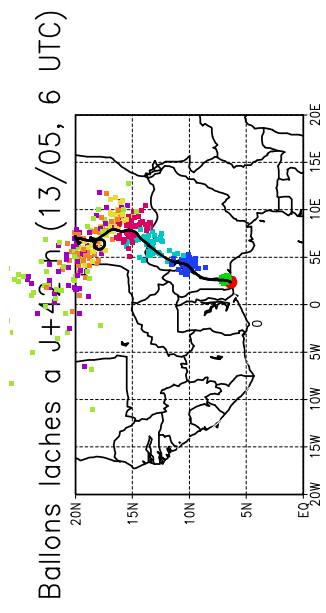 Ballons laches a J+42 h (13/05, 6 UTC)
20N
15N
10N
5N
EQ
20W
15W
10W
5W
0
5E
10E
15E
20E
0